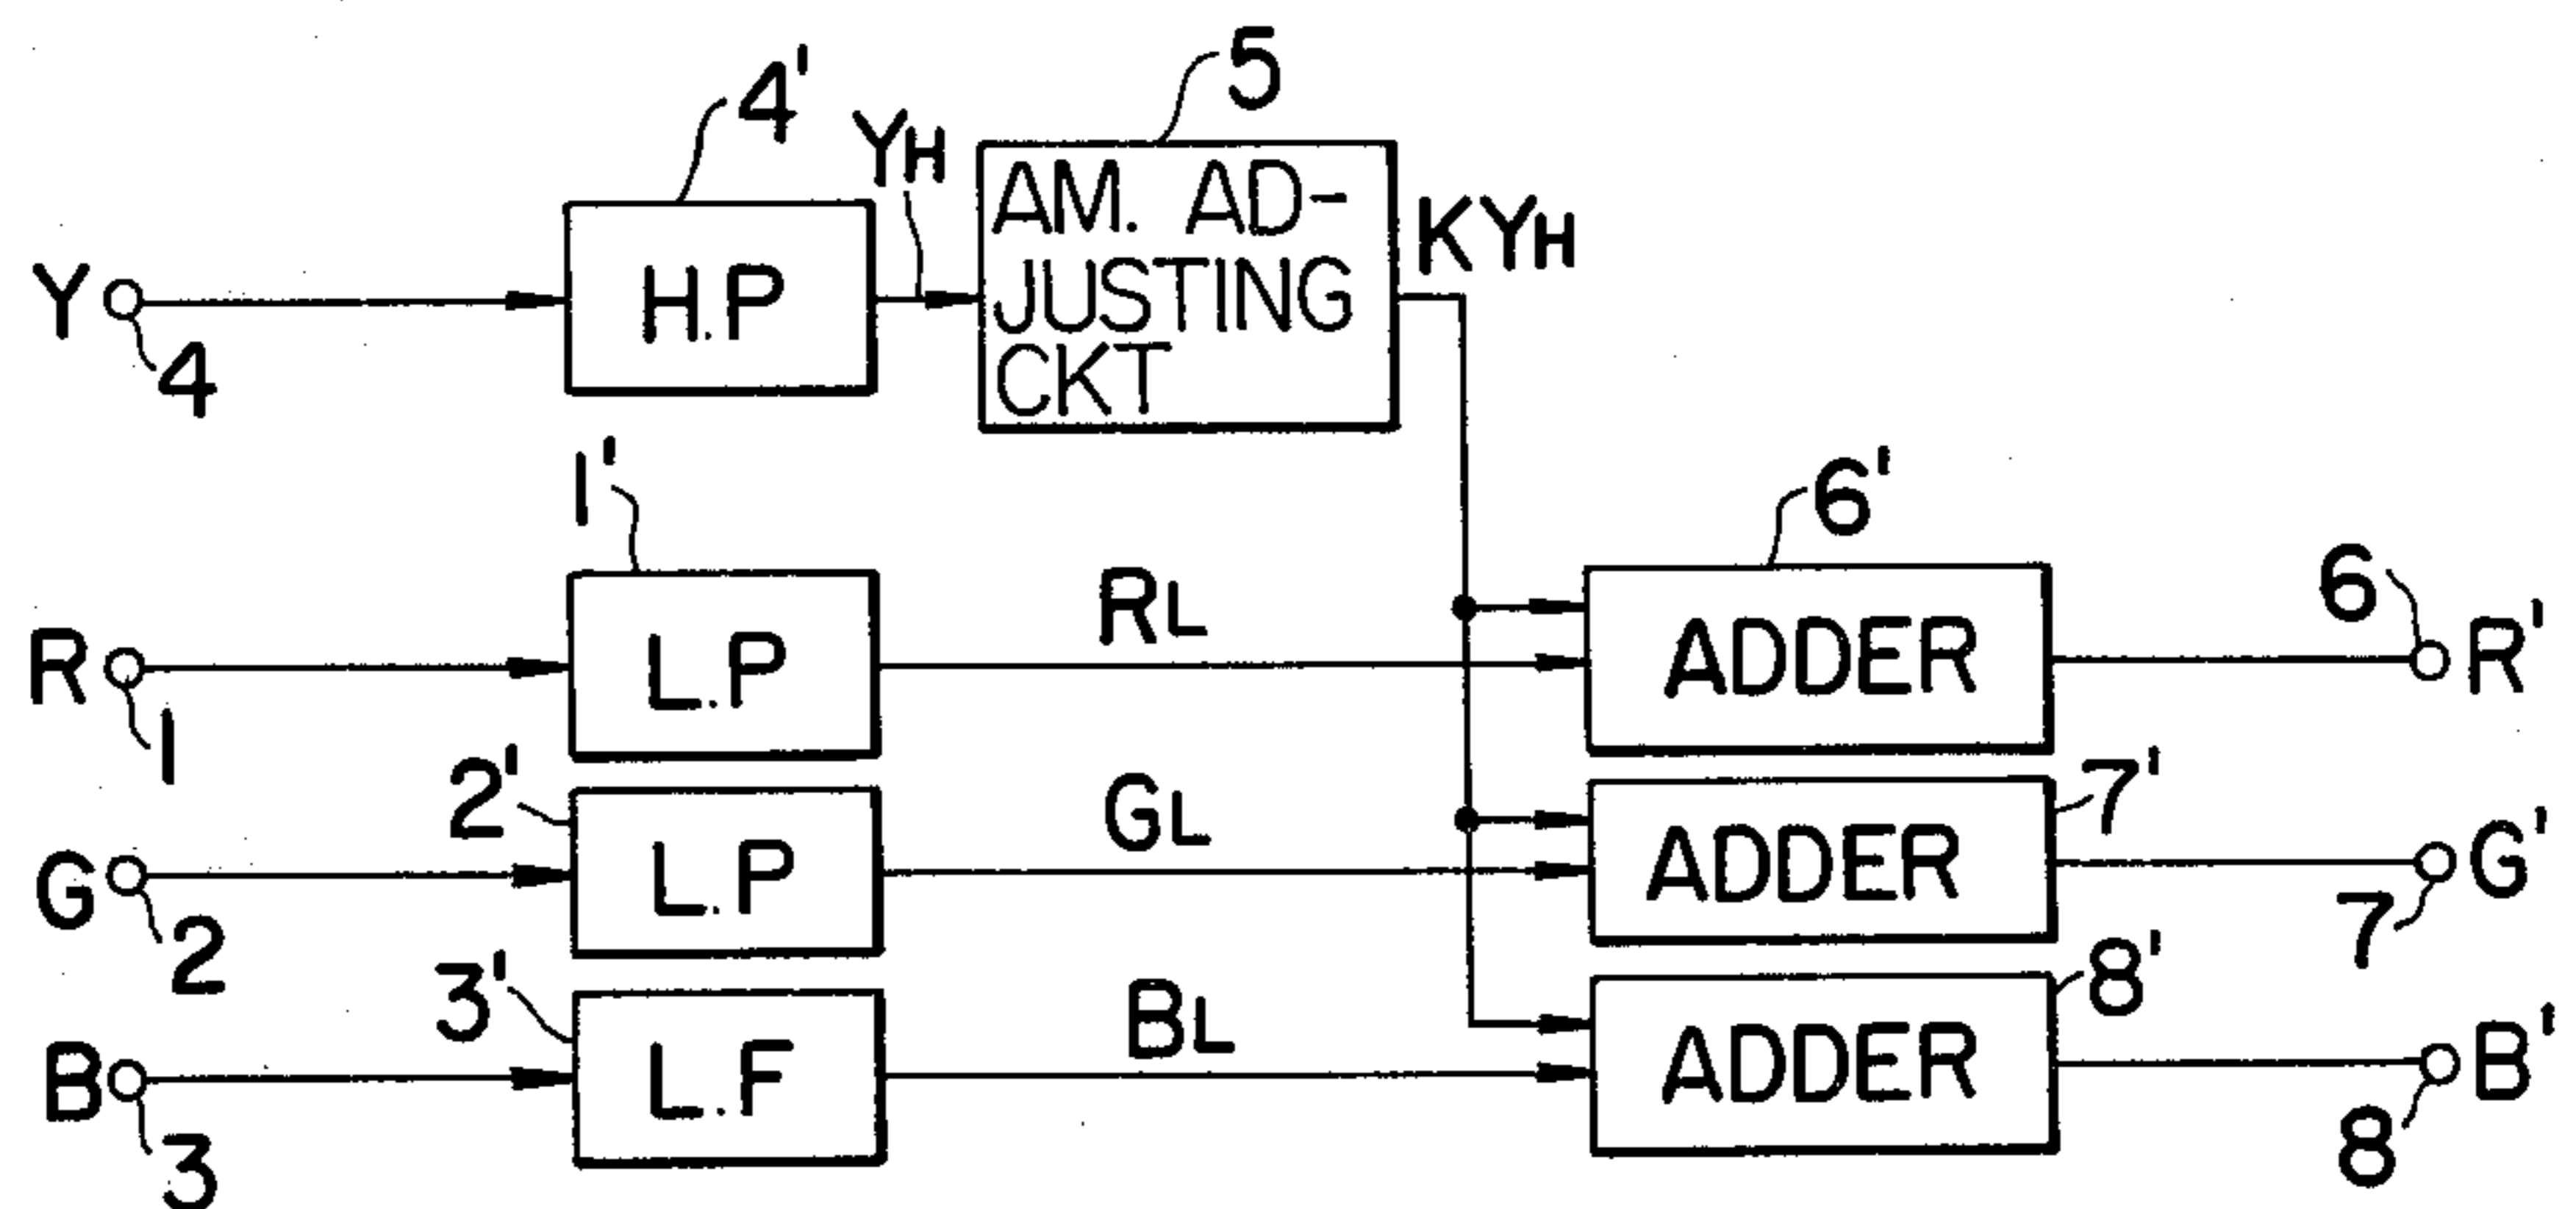 5
4'
YH
AM. AD-
JUSTING
CKT
KYH
Y
4
H.P
1'
6'
R
1
L.P
RL
ADDER
6
R'
2'
7'
G
2
L.P
GL
ADDER
G'
7
3'
8'
B
3
L.F
BL
ADDER
B'
8